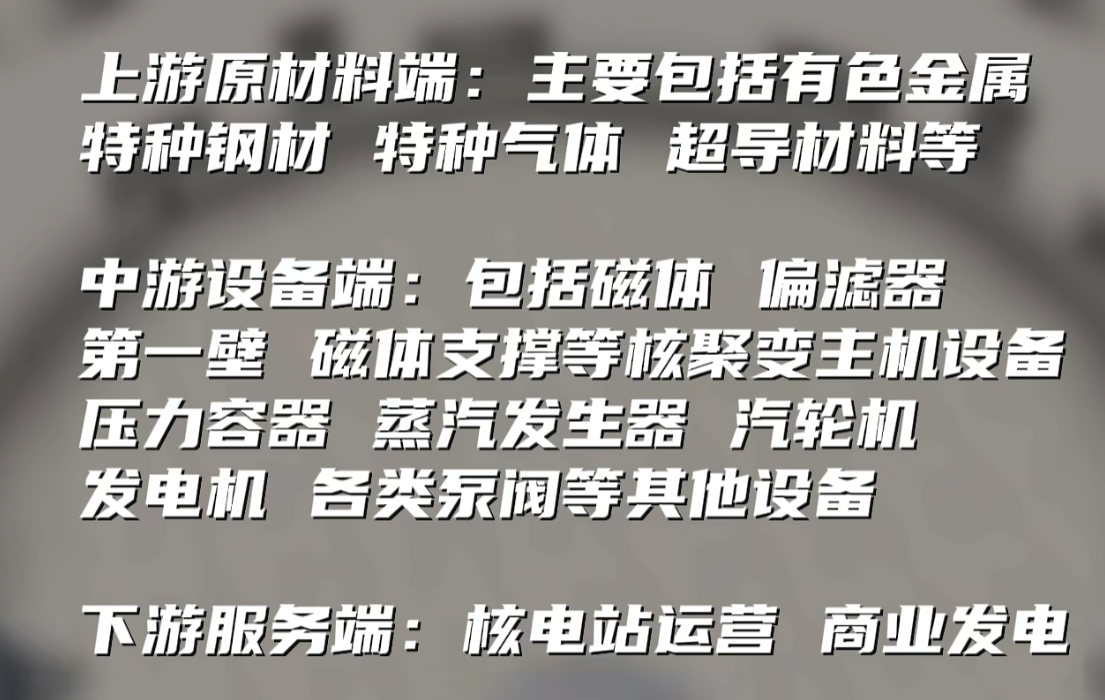 上游原材料端：主要包括有色金属
特种钢材 特种气体 超导材料等
中游设备端：包括磁体 偏滤器
第一壁 磁体支撑等核聚变主机设备
压力容器 蒸汽发生器 汽轮机
发电机 各类泵阀等其他设备
下游服务端：核电站运营 商业发电